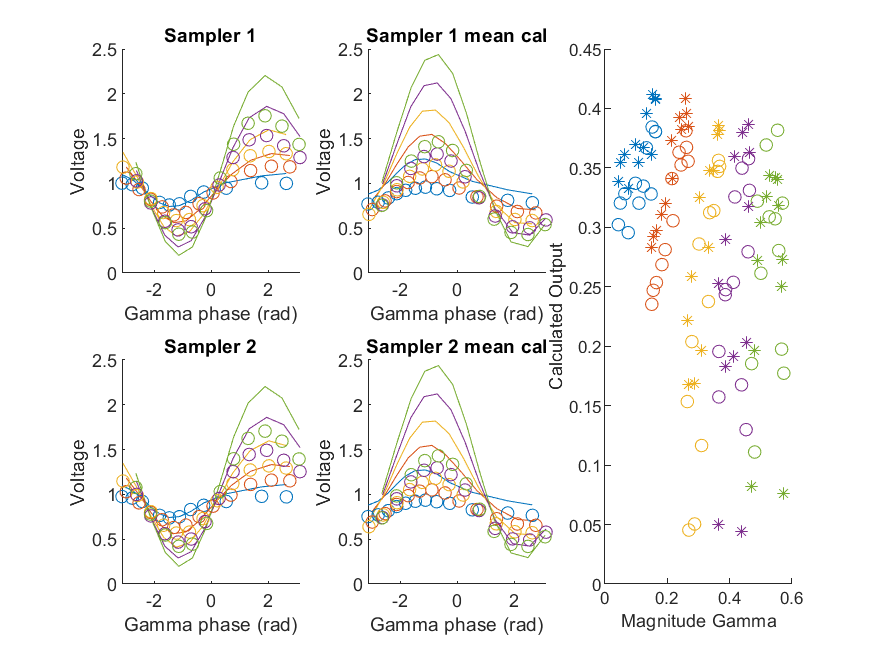 Sampler 1
2.5
2
1.5
1
0.5
0
Voltage
-2 0 2
Gamma phase (rad)
Sampler 1 mean cal
2.5
2
1.5
1
0.5
0
Voltage
-2 0 2
Gamma phase (rad)
Sampler 2
2.5
2
1.5
1
0.5
0
Voltage
-2 0 2
Gamma phase (rad)
Sampler 2 mean cal
2.5
2
1.5
1
0.5
0
Voltage
-2 0 2
Gamma phase (rad)
0.45
0.4
0.35
0.3
0.25
0.2
0.15
0.1
0.05
0
Calculated Output
0 0.2 0.4 0.6
Magnitude Gamma